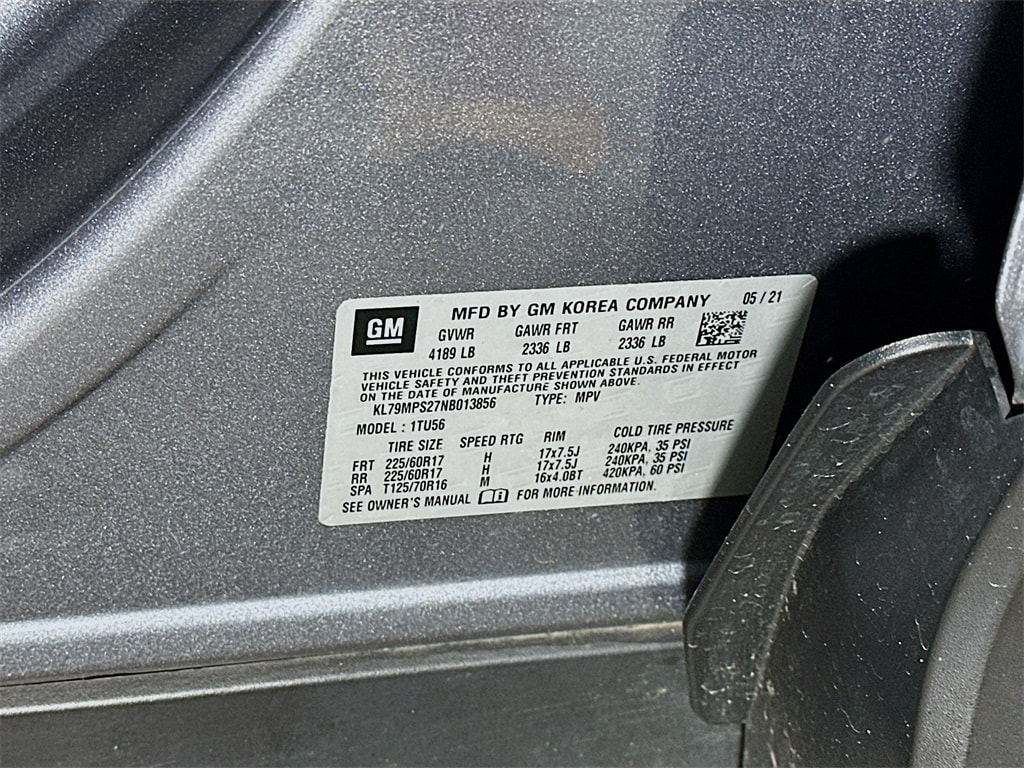 GM MFD BY GM KOREA COMPANY 05 / 21
GVWR GAWR FRT GAWR RR
4189 LB 2336 LB 2336 LB
THIS VEHICLE CONFORMS TO ALL APPLICABLE U.S. FEDERAL MOTOR
VEHICLE SAFETY AND THEFT PREVENTION STANDARDS IN EFFECT
ON THE DATE OF MANUFACTURE SHOWN ABOVE.
KL79MPS27NB013856 TYPE: MPV
MODEL : 1TU56
TIRE SIZE SPEED RTG RIM COLD TIRE PRESSURE
FRT 225/60R17 H 17x7.5J 240KPA, 35 PSI
RR 225/60R17 H 17x7.5J 240KPA, 35 PSI
SPA T125/70R16 M 16x4.0BT 420KPA, 60 PSI
SEE OWNER'S MANUAL FOR MORE INFORMATION.